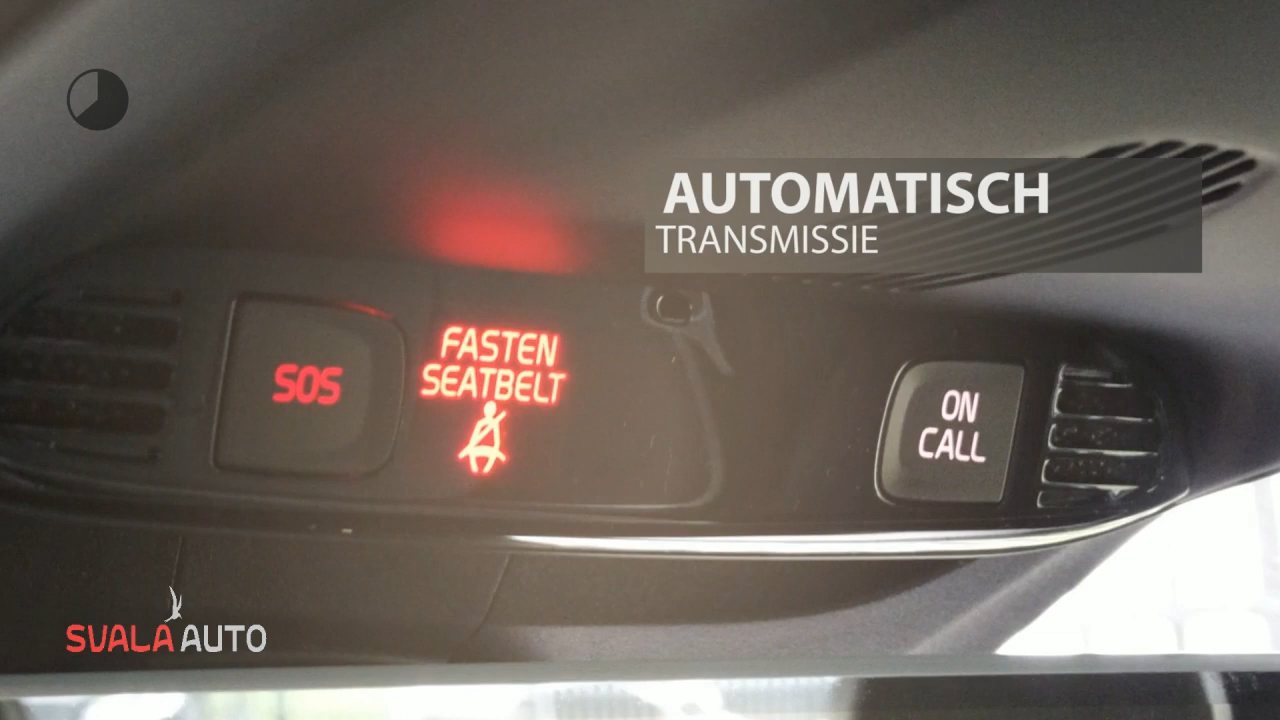 AUTOMATISCH
TRANSMISSIE
SOS
FASTEN
SEATBELT
ON
CALL
SVALA AUTO